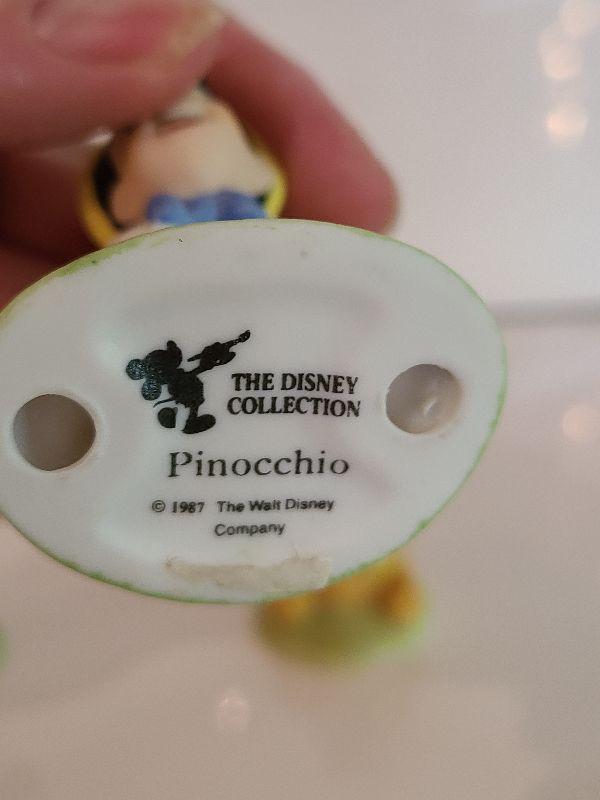 THE DISNEY
COLLECTION
Pinocchio
© 1987 The Walt Disney
Company